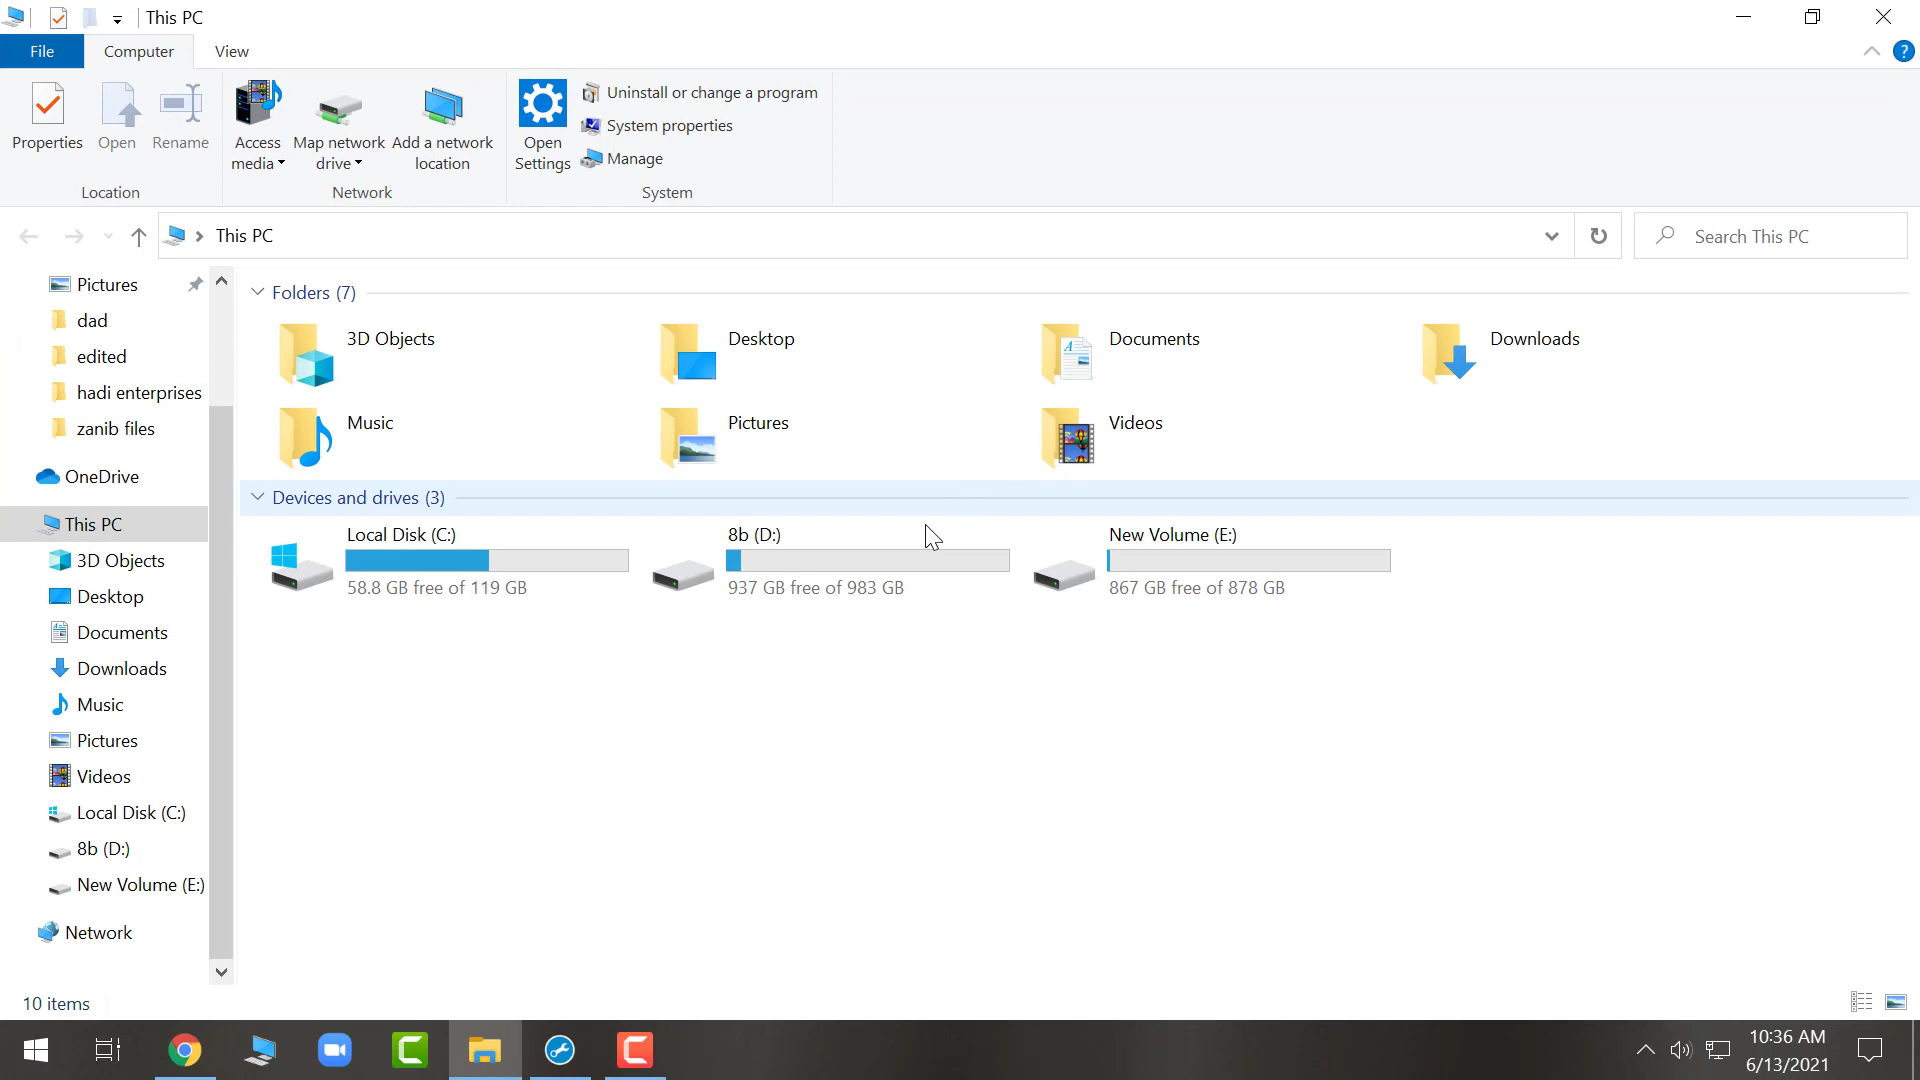 This PC
File
Computer
View
Properties
Open
Rename
Access
media
Map network
drive
Add a network
location
Open
Settings
Uninstall or change a program
System properties
Manage
Location
Network
System
This PC
Search This PC
Pictures
dad
edited
hadi enterprises
zanib files
OneDrive
This PC
3D Objects
Desktop
Documents
Downloads
Music
Pictures
Videos
Local Disk (C:)
8b (D:)
New Volume (E:)
Network
Folders (7)
3D Objects
Desktop
Documents
Downloads
Music
Pictures
Videos
Devices and drives (3)
Local Disk (C:)
58.8 GB free of 119 GB
8b (D:)
937 GB free of 983 GB
New Volume (E:)
867 GB free of 878 GB
10 items
10:36 AM
6/13/2021